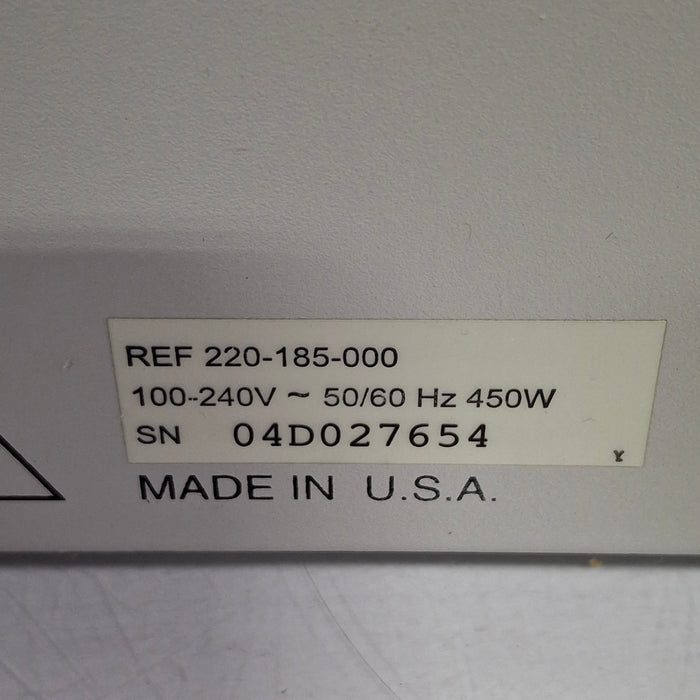 REF 220-185-000
100-240V ~ 50/60 Hz 450W
SN 04D027654
Y
MADE IN U.S.A.